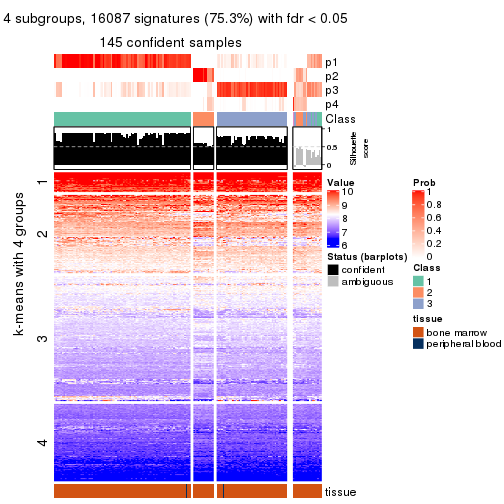 4 subgroups, 16087 signatures (75.3%) with fdr < 0.05
145 confident samples
p1
p2
p3
p4
Class
1
0.5
0
Silhouette
score
k-means with 4 groups
1
2
3
4
tissue
Value
10
9
8
7
6
Status (barplots)
confident
ambiguous
Prob
1
0.8
0.6
0.4
0.2
0
Class
1
2
3
tissue
bone marrow
peripheral blood